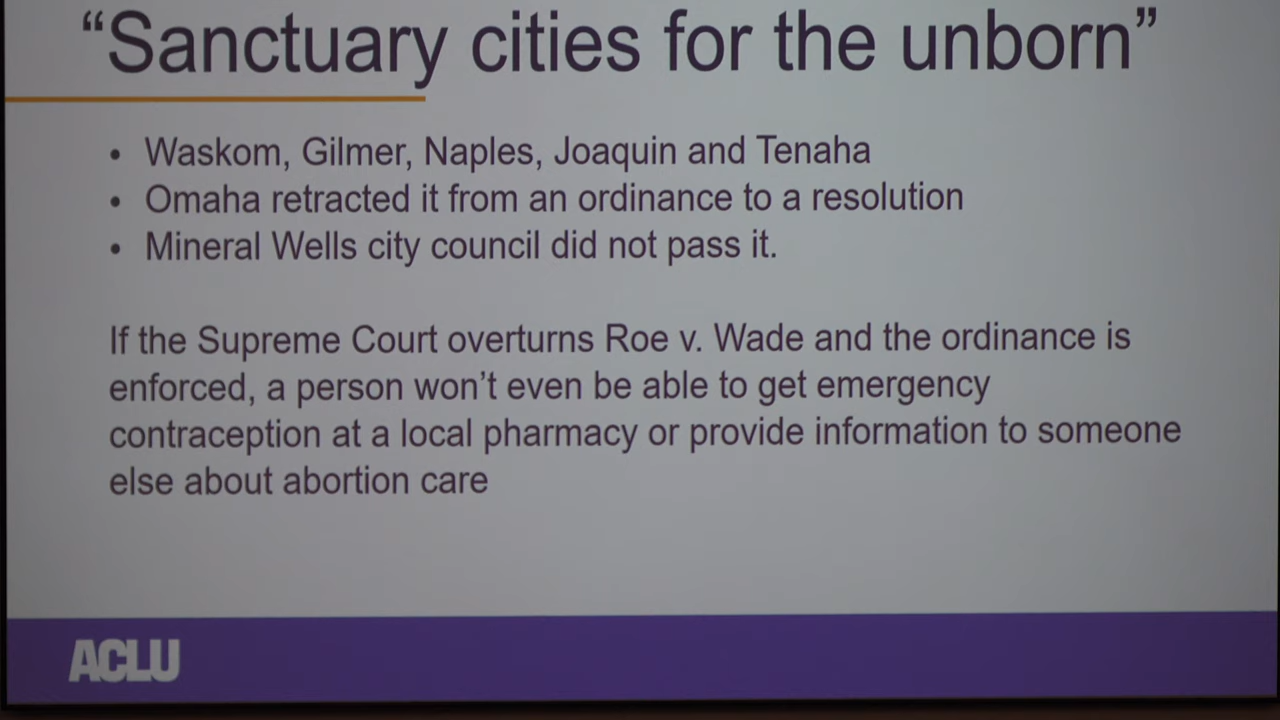 “Sanctuary cities for the unborn”
• Waskom, Gilmer, Naples, Joaquin and Tenaha
• Omaha retracted it from an ordinance to a resolution
• Mineral Wells city council did not pass it.
If the Supreme Court overturns Roe v. Wade and the ordinance is
enforced, a person won’t even be able to get emergency
contraception at a local pharmacy or provide information to someone
else about abortion care
ACLU